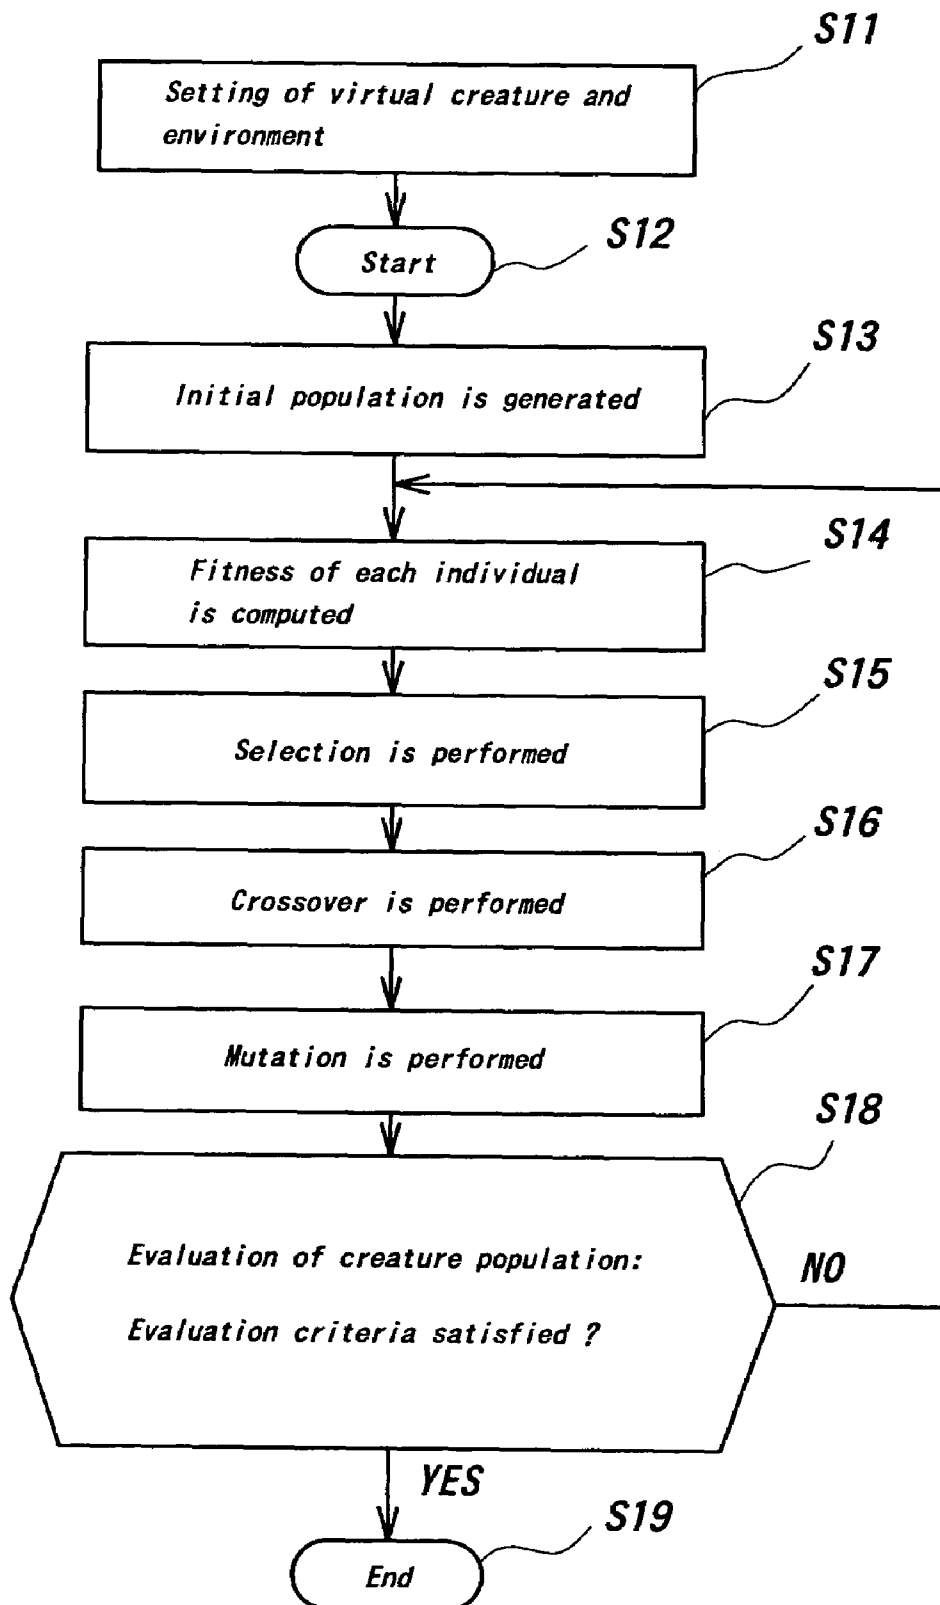 S11
Setting of virtual creature and
environment
S12
Start
S13
Initial population is generated
S14
Fitness of each individual
is computed
S15
Selection is performed
S16
Crossover is performed
S17
Mutation is performed
S18
Evaluation of creature population:
NO
Evaluation criteria satisfied ?
YES
S19
End